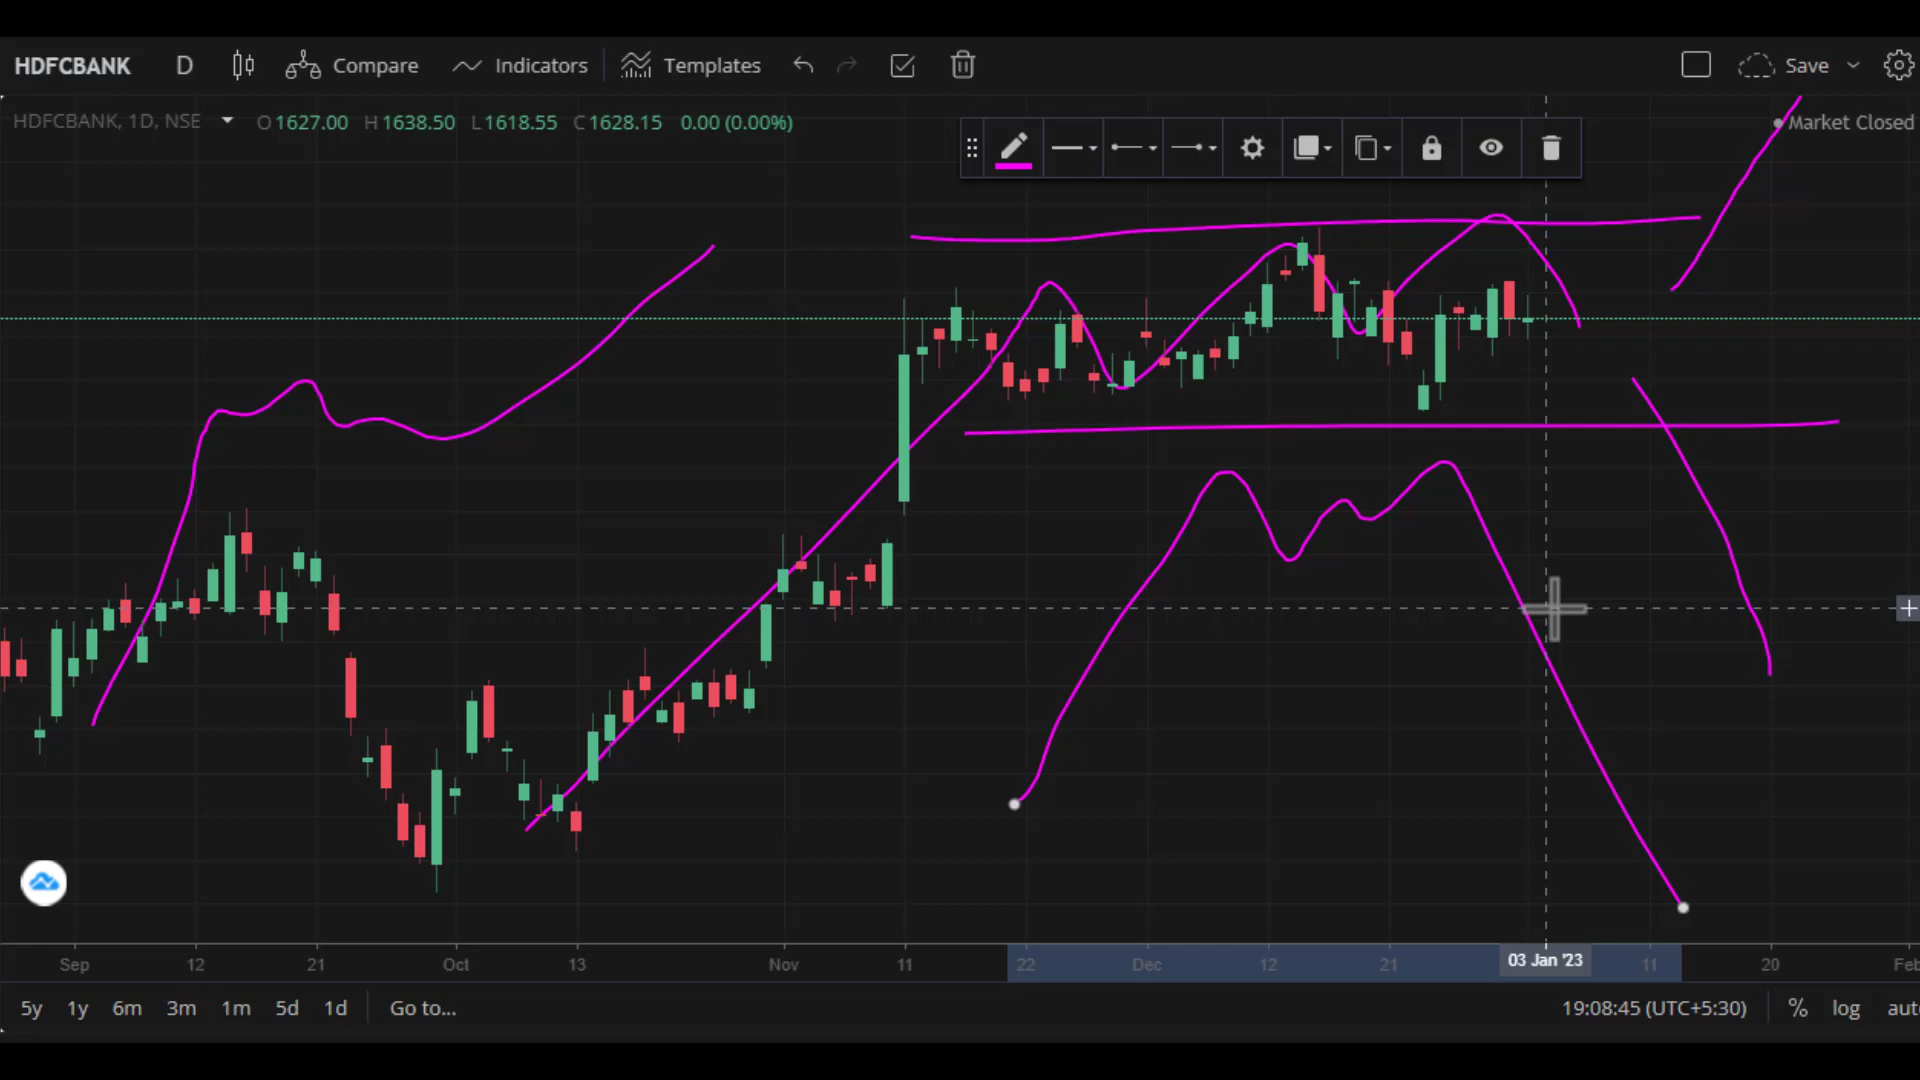 HDFCBANK D Compare Indicators Templates Save
HDFCBANK, 1D, NSE O1627.00 H1638.50 L1618.55 C1628.15 0.00 (0.00%) Market Closed
Sep 12 21 Oct 13 Nov 11 22 Dec 12 21 03 Jan '23 11 20 Feb
5y 1y 6m 3m 1m 5d 1d Go to... 19:08:45 (UTC+5:30) % log aut